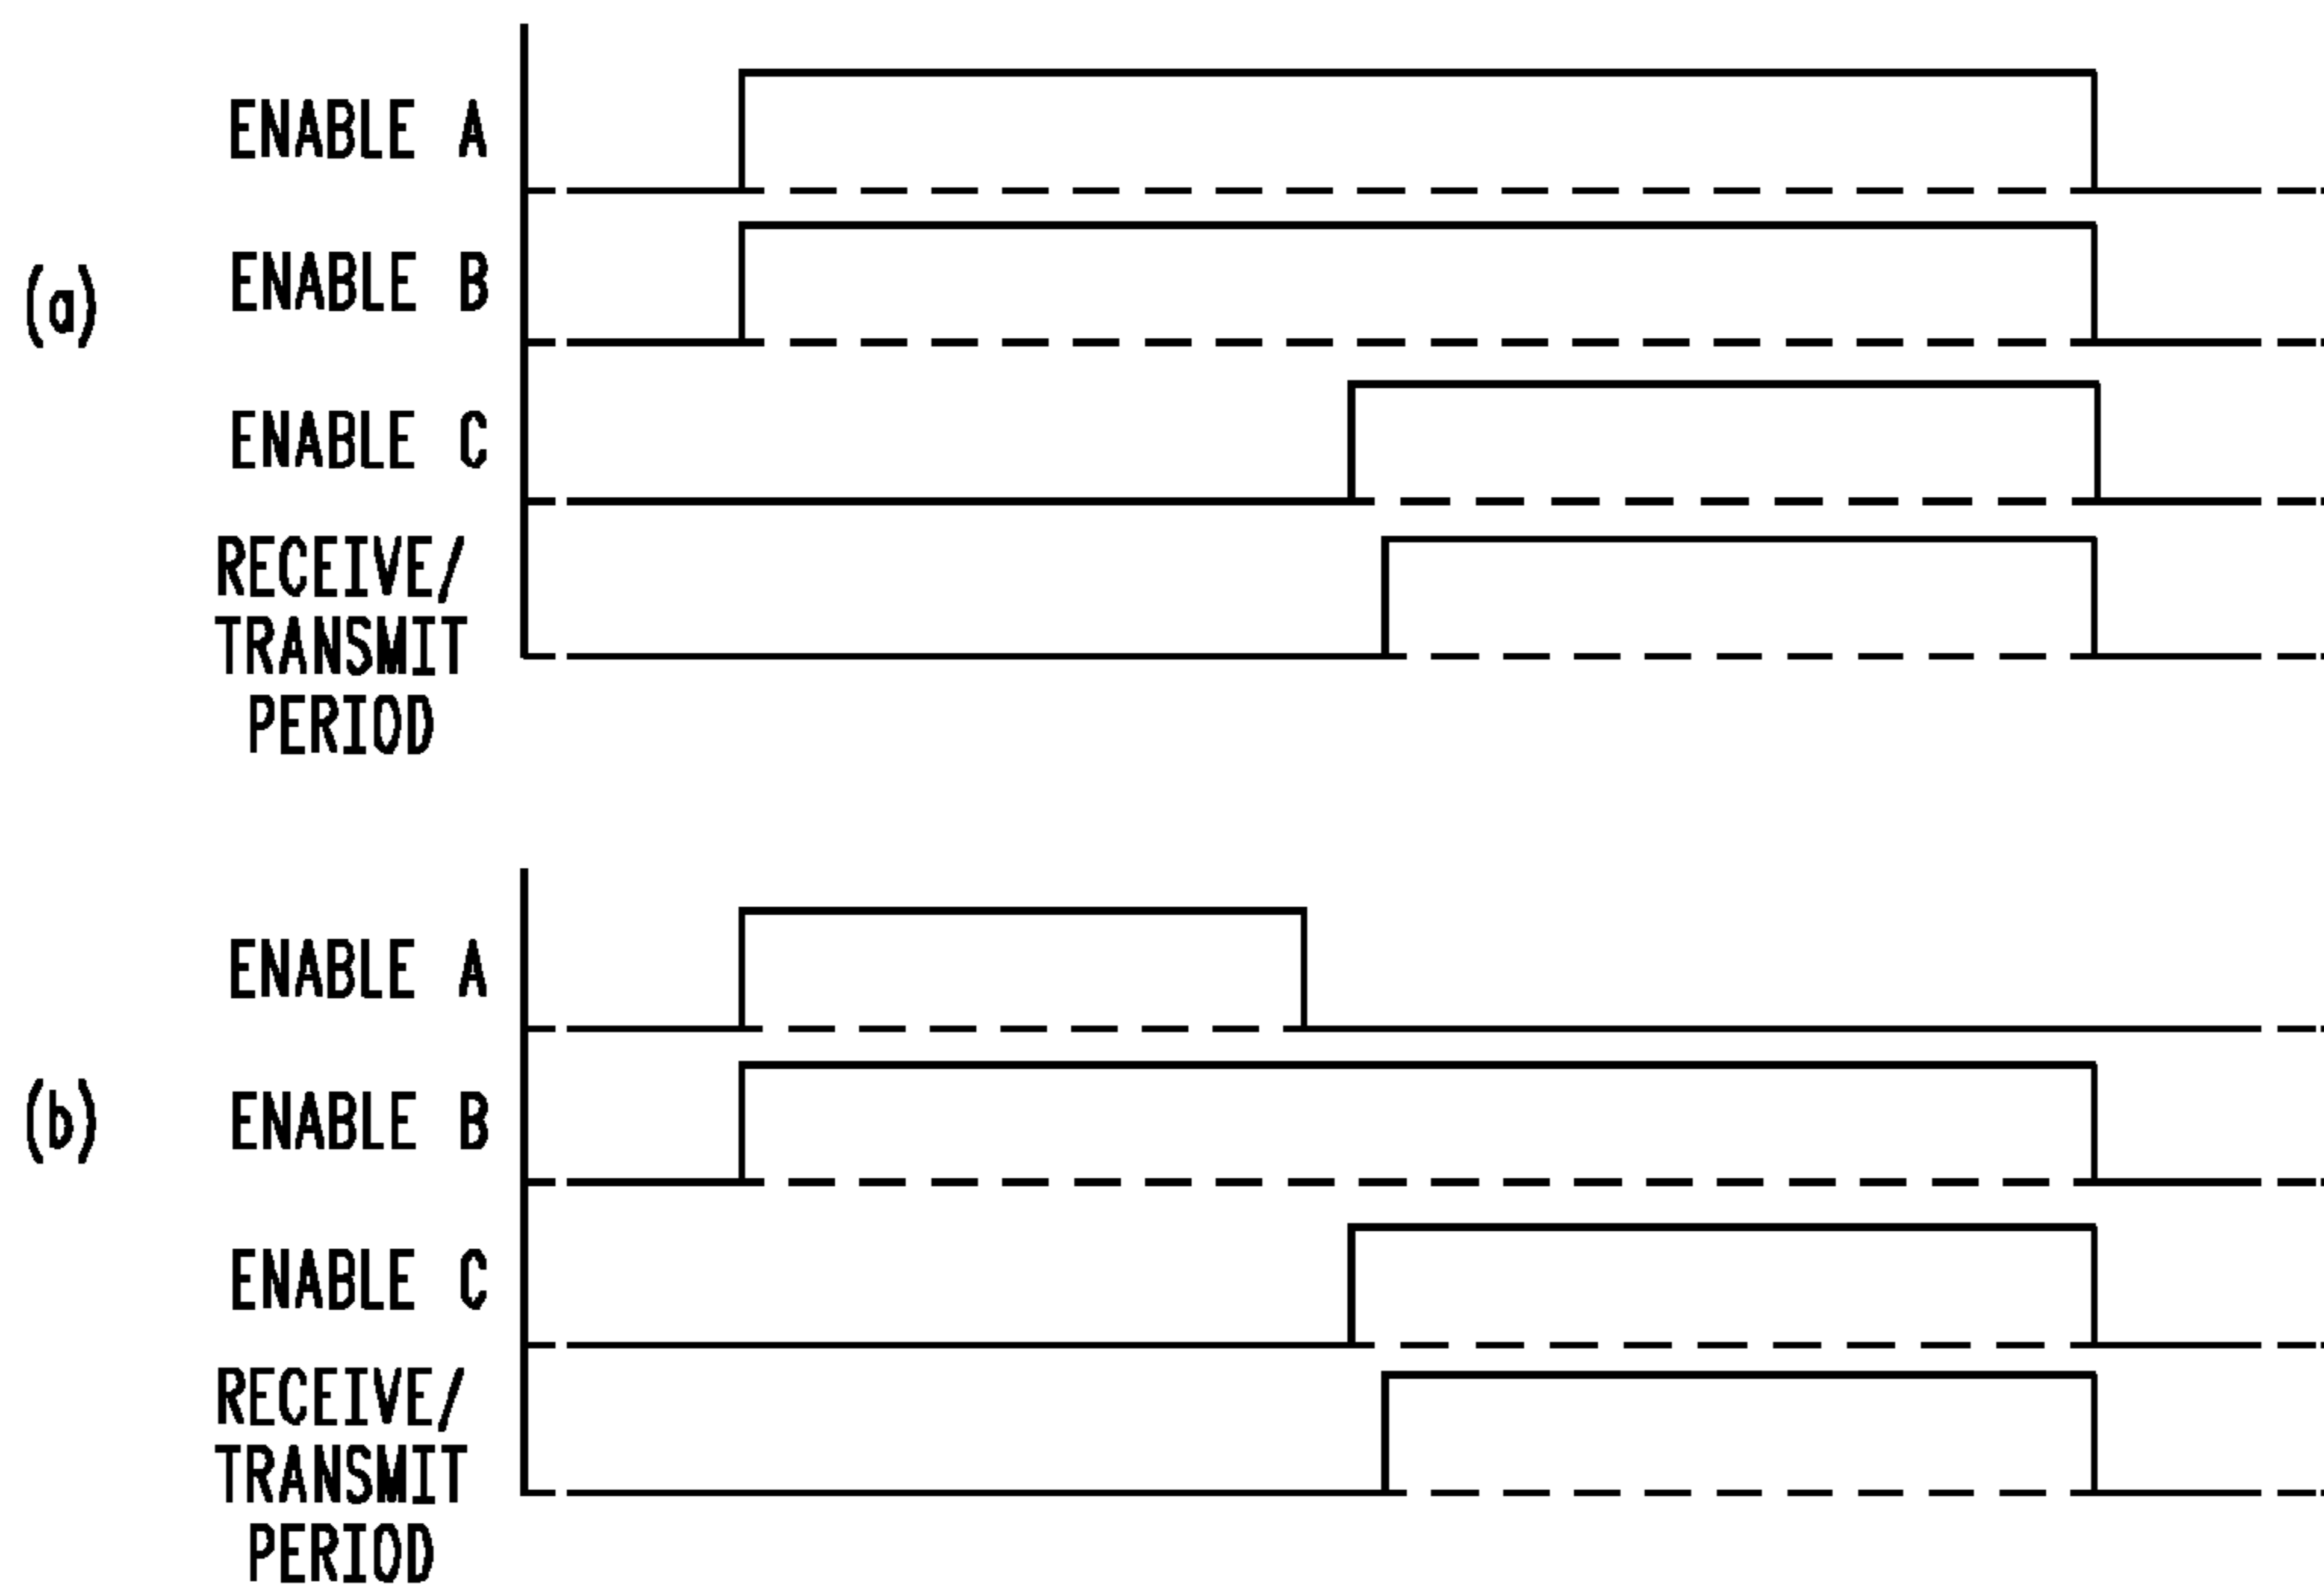 (a)
ENABLE A
ENABLE B
ENABLE C
RECEIVE/
TRANSMIT
PERIOD
(b)
ENABLE A
ENABLE B
ENABLE C
RECEIVE/
TRANSMIT
PERIOD